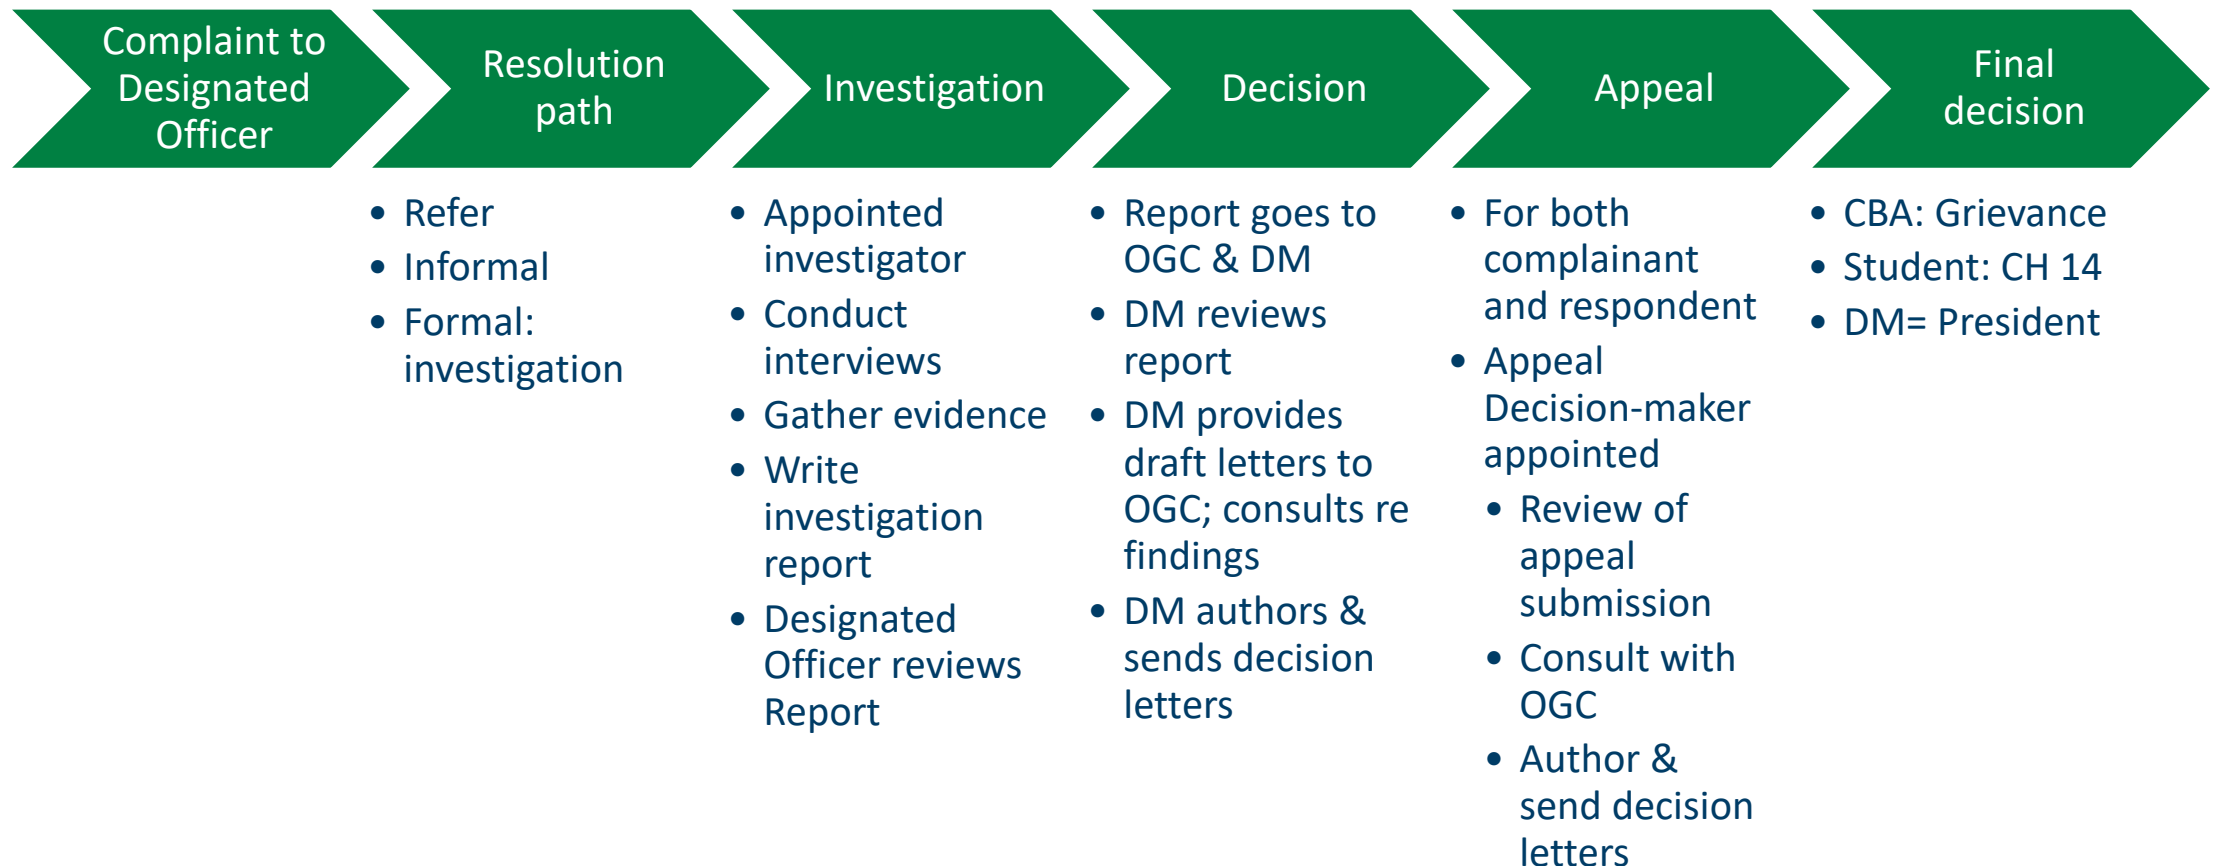 Complaint to
Designated
Officer
Resolution
path
Investigation
Decision
Appeal
Final
decision
• Refer
• Informal
• Formal:
investigation
• Appointed
investigator
• Conduct
interviews
• Gather evidence
• Write
investigation
report
• Designated
Officer reviews
Report
• Report goes to
OGC & DM
• DM reviews
report
• DM provides
draft letters to
OGC; consults re
findings
• DM authors &
sends decision
letters
• For both
complainant
and respondent
• Appeal
Decision-maker
appointed
• Review of
appeal
submission
• Consult with
OGC
• Author &
send decision
letters
• CBA: Grievance
• Student: CH 14
• DM= President